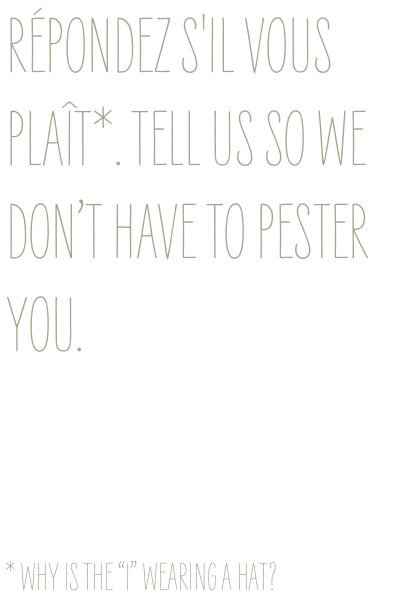 RÉPONDEZ S'IL VOUS
PLAÎT*. TELL US SO WE
DON’T HAVE TO PESTER
YOU.
* WHY IS THE “I” WEARING A HAT?